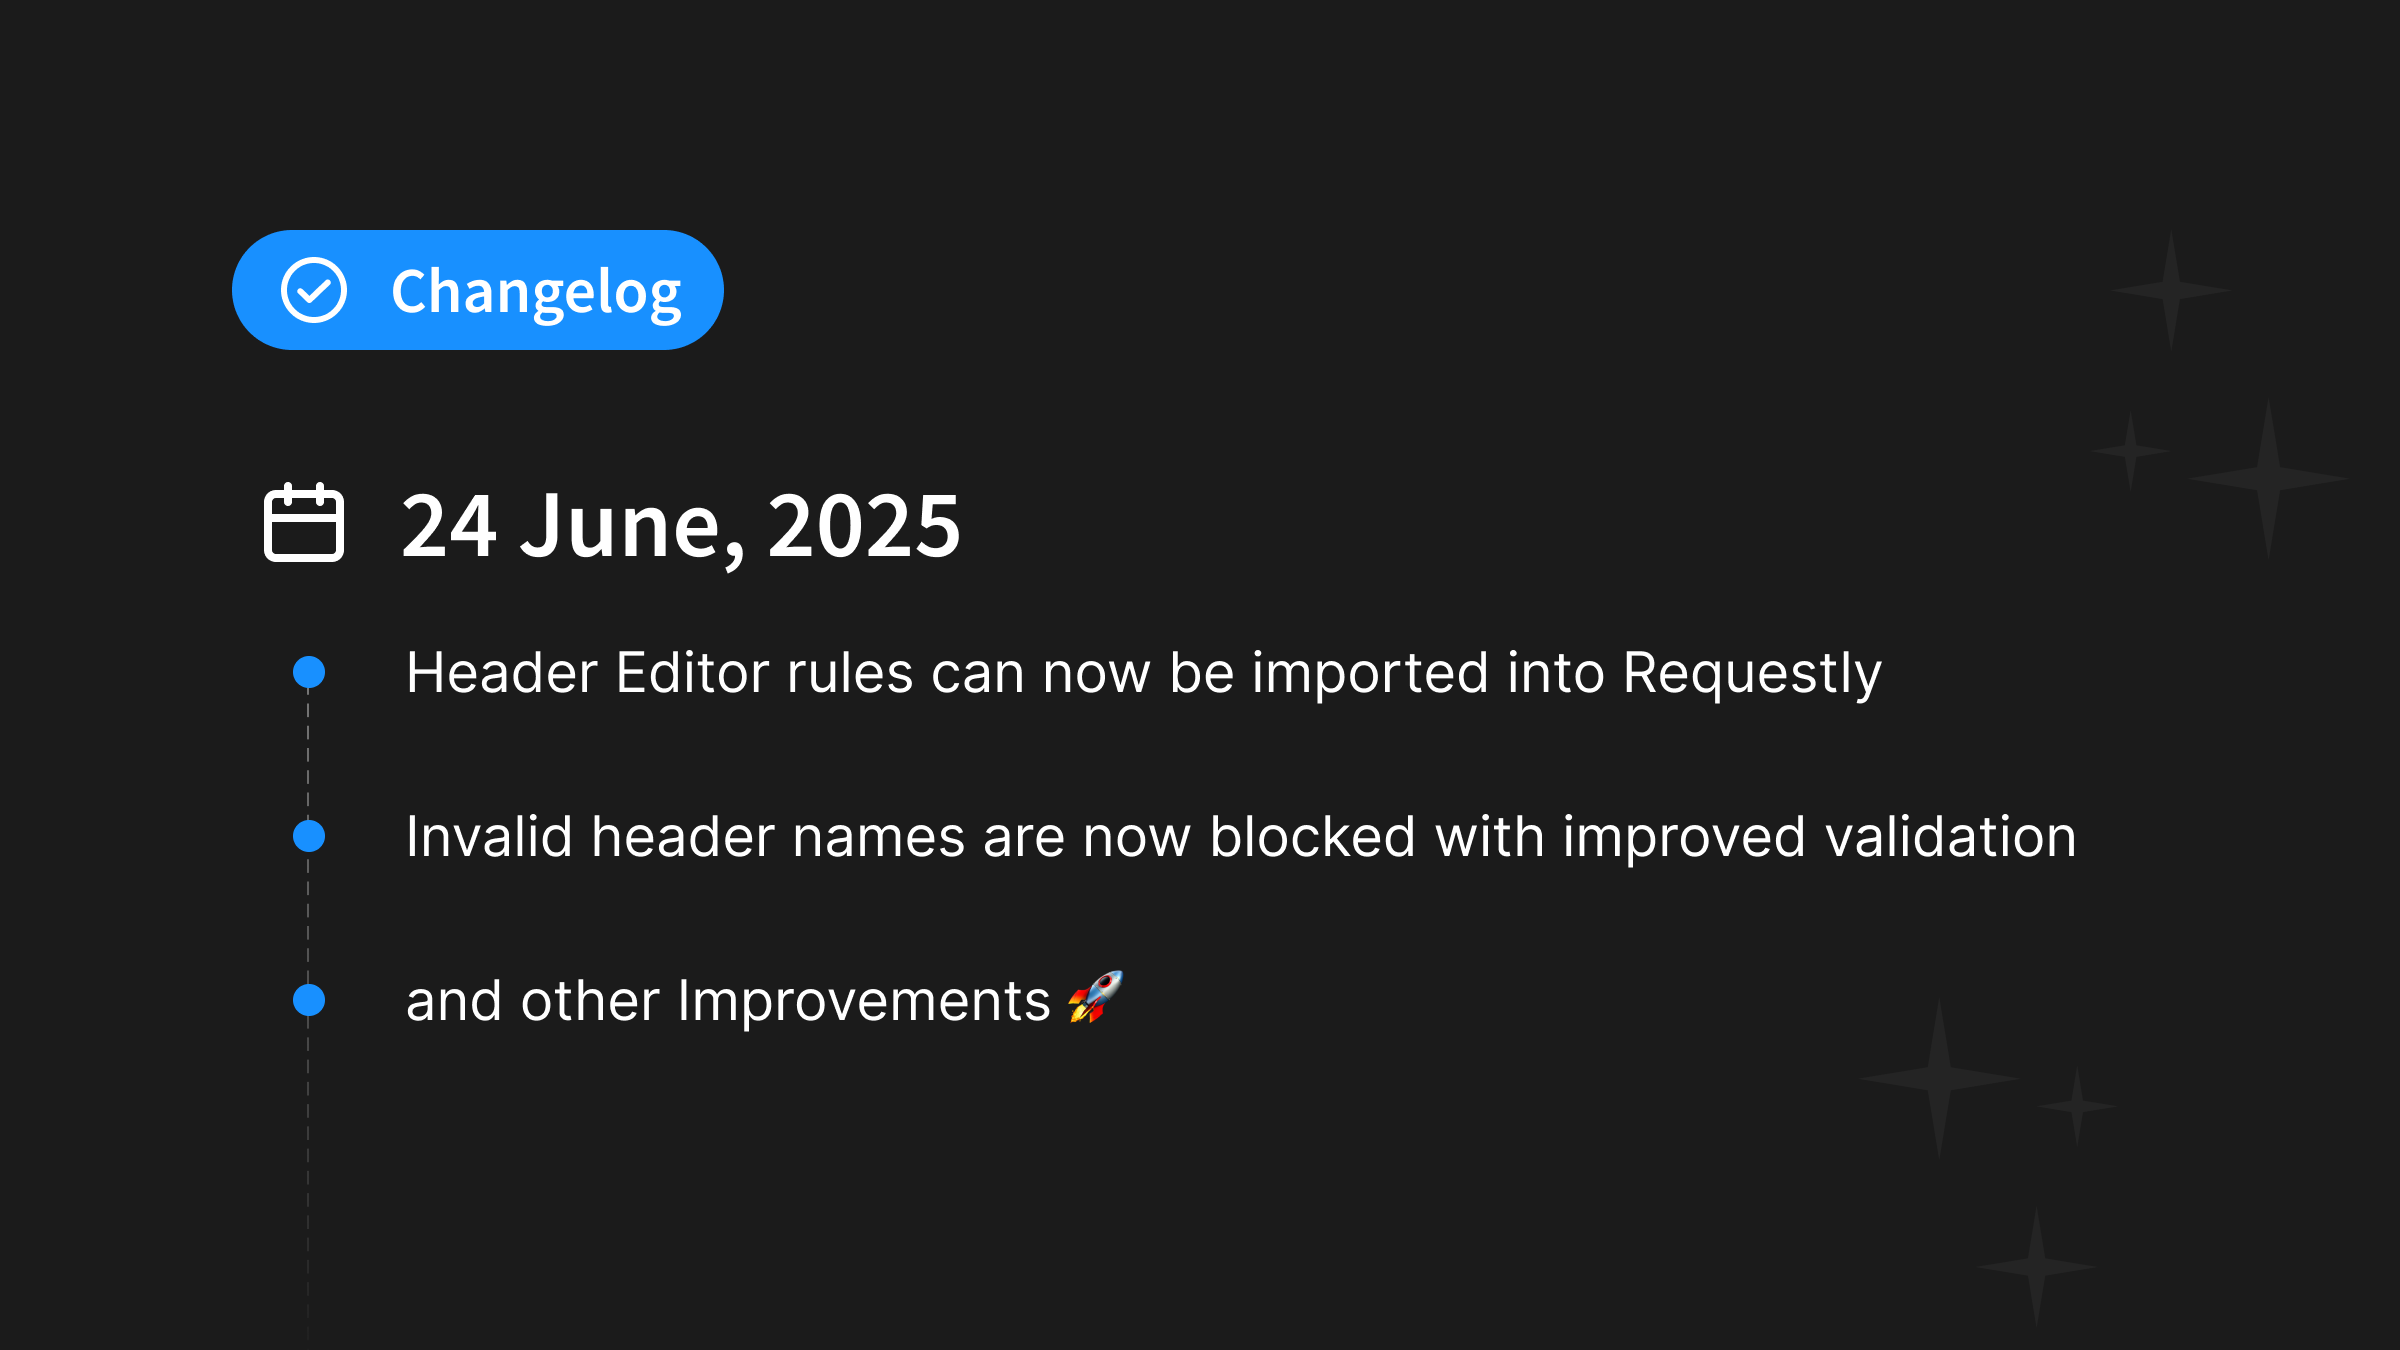 Changelog
24 June, 2025
Header Editor rules can now be imported into Requestly
Invalid header names are now blocked with improved validation
and other Improvements 🚀